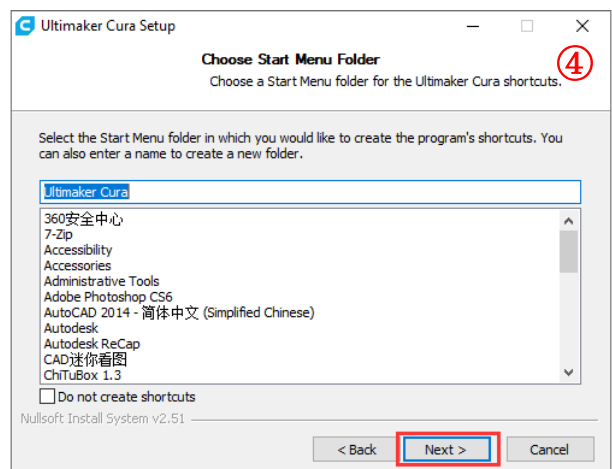 Ultimaker Cura Setup
Choose Start Menu Folder
Choose a Start Menu folder for the Ultimaker Cura shortcuts.
④
Select the Start Menu folder in which you would like to create the program's shortcuts. You
can also enter a name to create a new folder.
Ultimaker Cura
360安全中心
7-Zip
Accessibility
Accessories
Administrative Tools
Adobe Photoshop CS6
AutoCAD 2014 - 简体中文 (Simplified Chinese)
Autodesk
Autodesk ReCap
CAD迷你看图
ChiTuBox 1.3
Do not create shortcuts
Nullsoft Install System v2.51
< Back Next > Cancel